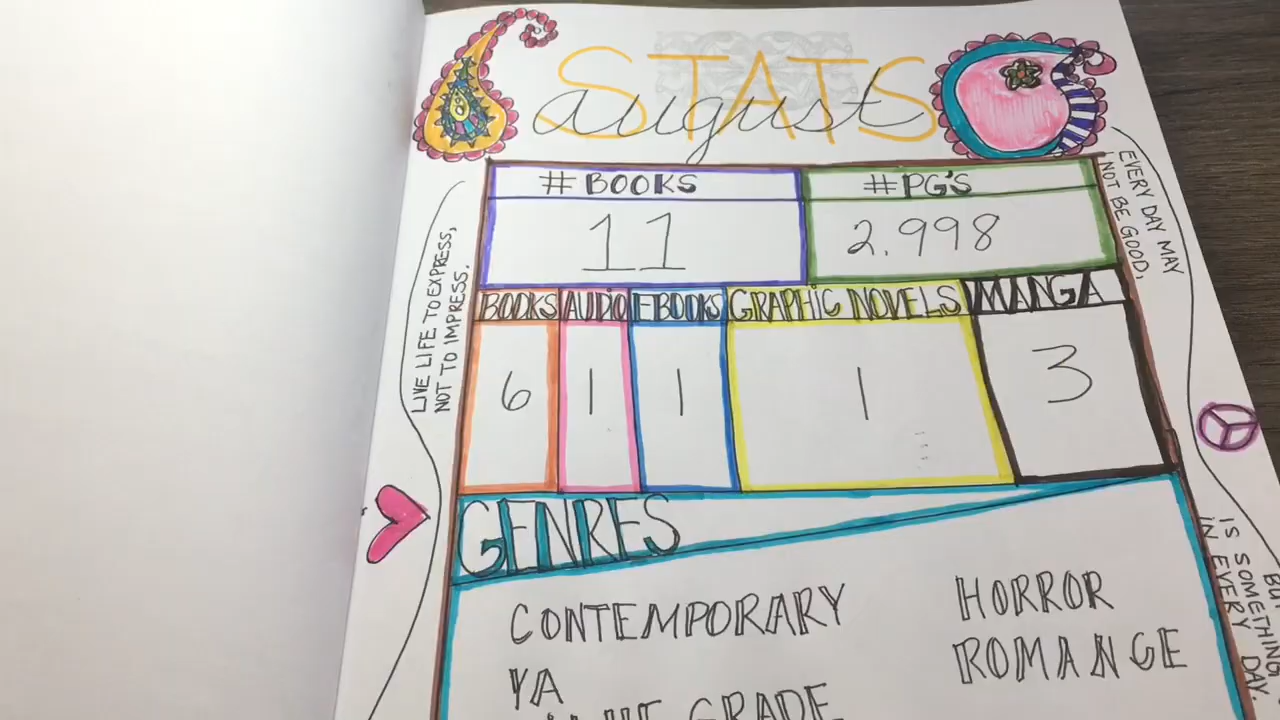 STATS
august
# BOOKS
#PG'S
11
2.998
BOOKS
AUDIO
EBOOKS
GRAPHIC NOVELS
MANGA
6
1
1
1
3
GENRES
CONTEMPORARY
HORROR
YA
ROMANCE
GRADE
LIVE LIFE TO EXPRESS,
NOT TO IMPRESS.
EVERY DAY MAY
NOT BE GOOD,
IS SOMETHING
IN EVERY DAY.